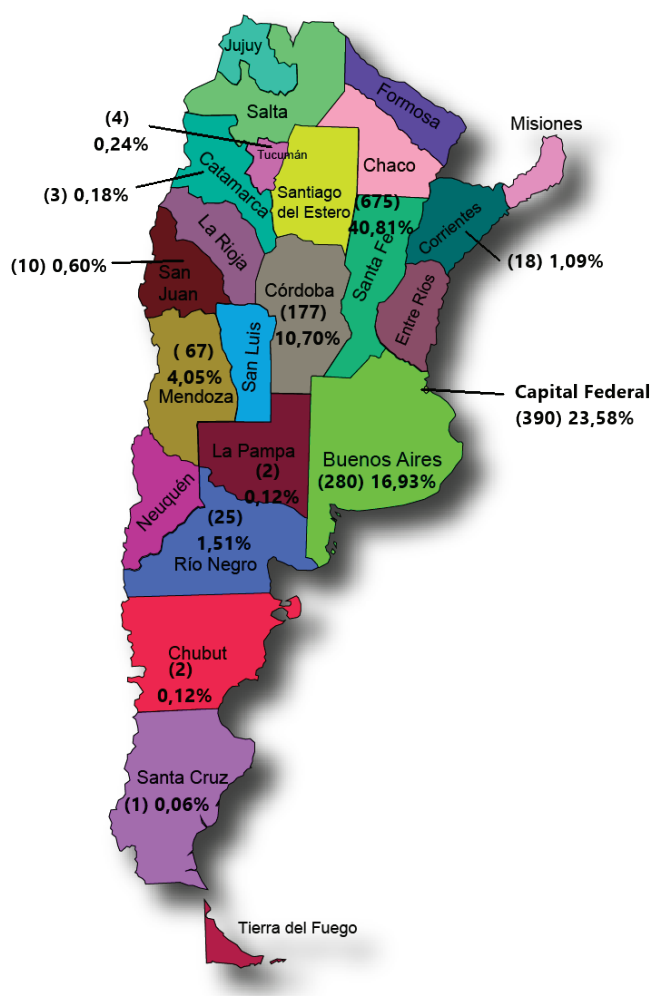 Jujuy
Salta
Formosa
(4)
0,24%
Misiones
Tucumán
Chaco
Catamarca
(3) 0,18%
Santiago
del Estero
(675)
40,81%
Santa Fe
Corrientes
(18) 1,09%
La Rioja
(10) 0,60%
San
Juan
Córdoba
(177)
10,70%
Entre Ríos
( 67)
4,05%
Mendoza
San Luis
Capital Federal
(390) 23,58%
La Pampa
(2)
0,12%
Buenos Aires
(280) 16,93%
Neuquén
(25)
1,51%
Río Negro
Chubut
(2)
0,12%
Santa Cruz
(1) 0,06%
Tierra del Fuego